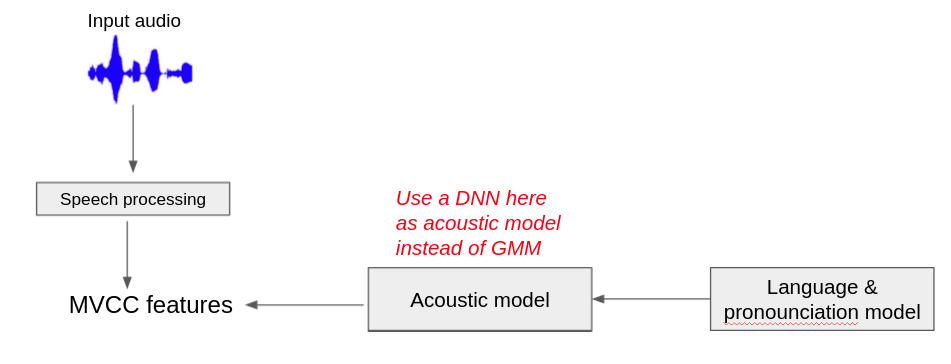 Input audio
Speech processing
MVCC features
Use a DNN here
as acoustic model
instead of GMM
Acoustic model
Language &
pronounciation model